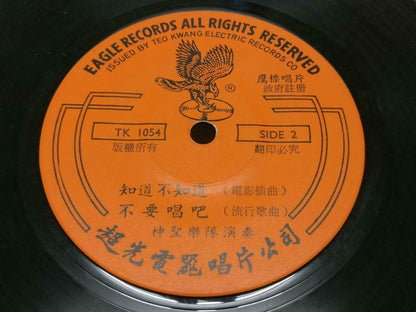 EAGLE RECORDS ALL RIGHTS RESERVED
ISSUED BY TEO KWANG ELECTRIC RECORDS CO
鷹標唱片
政府註冊
®
TK 1054
SIDE 2
版權所有
翻印必究
知道不知道 (電影插曲)
不要唱吧 (流行歌曲)
神聖樂隊演奏
超光電器唱片公司